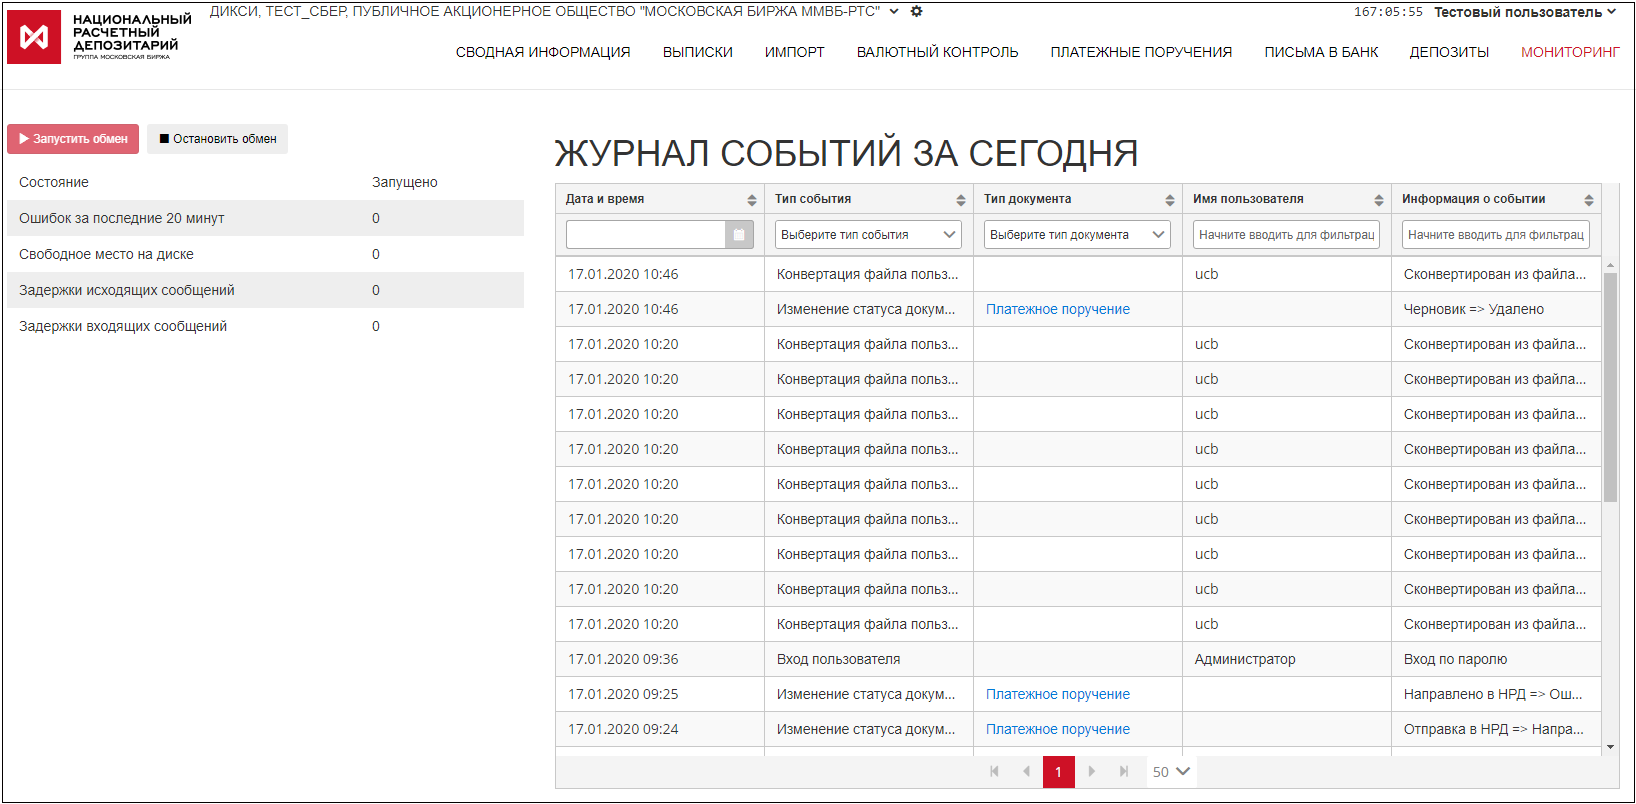 НАЦИОНАЛЬНЫЙ
РАСЧЕТНЫЙ
ДЕПОЗИТАРИЙ
ГРУППА МОСКОВСКАЯ БИРЖА
ДИКСИ, ТЕСТ_СБЕР, ПУБЛИЧНОЕ АКЦИОНЕРНОЕ ОБЩЕСТВО "МОСКОВСКАЯ БИРЖА ММВБ-РТС"
167:05:55 Тестовый пользователь
СВОДНАЯ ИНФОРМАЦИЯ ВЫПИСКИ ИМПОРТ ВАЛЮТНЫЙ КОНТРОЛЬ ПЛАТЕЖНЫЕ ПОРУЧЕНИЯ ПИСЬМА В БАНК ДЕПОЗИТЫ МОНИТОРИНГ
Запустить обмен Остановить обмен
Состояние Запущено
Ошибок за последние 20 минут 0
Свободное место на диске 0
Задержки исходящих сообщений 0
Задержки входящих сообщений 0
ЖУРНАЛ СОБЫТИЙ ЗА СЕГОДНЯ
Дата и время Тип события Тип документа Имя пользователя Информация о событии
Выберите тип события Выберите тип документа Начните вводить для фильтрац Начните вводить для фильтрац
17.01.2020 10:46 Конвертация файла польз... ucb Сконвертирован из файла...
17.01.2020 10:46 Изменение статуса докум... Платежное поручение Черновик => Удалено
17.01.2020 10:20 Конвертация файла польз... ucb Сконвертирован из файла...
17.01.2020 10:20 Конвертация файла польз... ucb Сконвертирован из файла...
17.01.2020 10:20 Конвертация файла польз... ucb Сконвертирован из файла...
17.01.2020 10:20 Конвертация файла польз... ucb Сконвертирован из файла...
17.01.2020 10:20 Конвертация файла польз... ucb Сконвертирован из файла...
17.01.2020 10:20 Конвертация файла польз... ucb Сконвертирован из файла...
17.01.2020 10:20 Конвертация файла польз... ucb Сконвертирован из файла...
17.01.2020 10:20 Конвертация файла польз... ucb Сконвертирован из файла...
17.01.2020 10:20 Конвертация файла польз... ucb Сконвертирован из файла...
17.01.2020 09:36 Вход пользователя Администратор Вход по паролю
17.01.2020 09:25 Изменение статуса докум... Платежное поручение Направлено в НРД => Ош...
17.01.2020 09:24 Изменение статуса докум... Платежное поручение Отправка в НРД => Напра...
1 50